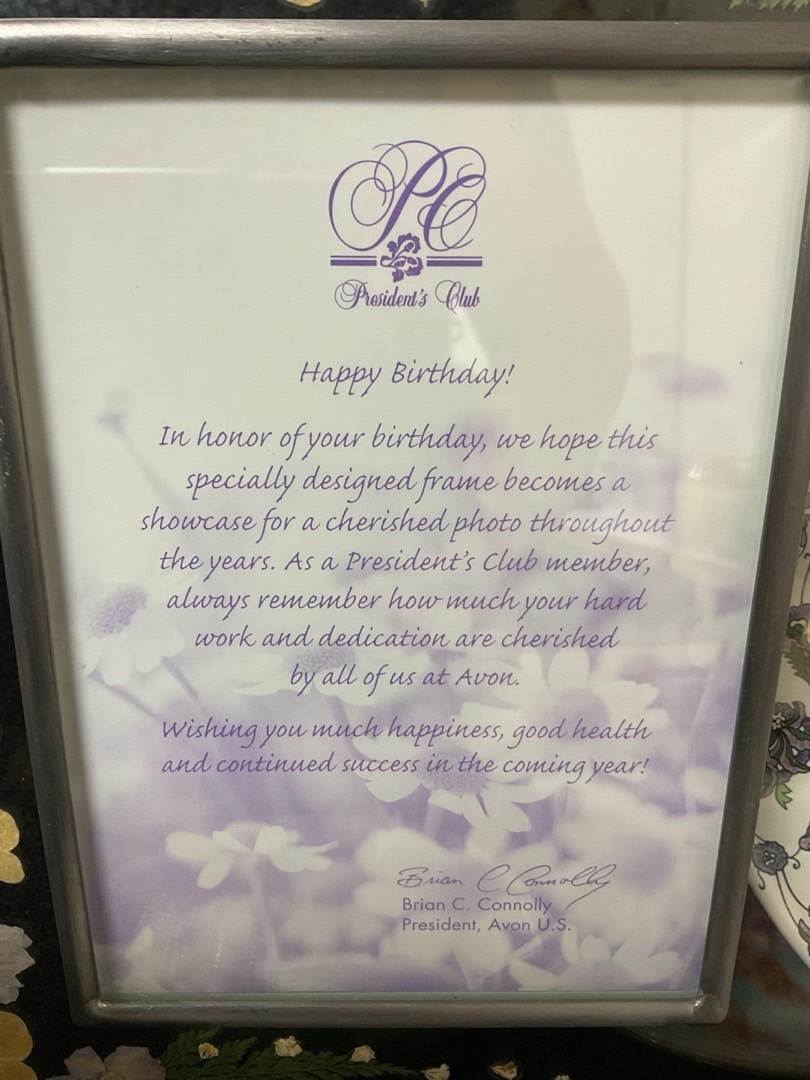 PC
President's Club
Happy Birthday!
In honor of your birthday, we hope this
specially designed frame becomes a
showcase for a cherished photo throughout
the years. As a President's Club member,
always remember how much your hard
work and dedication are cherished
by all of us at Avon.
Wishing you much happiness, good health
and continued success in the coming year!
Brian C Connolly
Brian C. Connolly
President, Avon U.S.